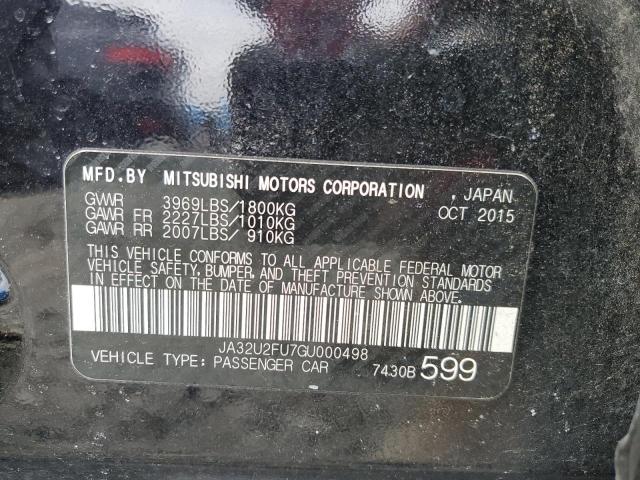 MFD.BY MITSUBISHI MOTORS CORPORATION , JAPAN
GVWR 3969LBS/1800KG OCT 2015
GAWR FR 2227LBS/1010KG
GAWR RR 2007LBS/ 910KG
THIS VEHICLE CONFORMS TO ALL APPLICABLE FEDERAL MOTOR
VEHICLE SAFETY, BUMPER, AND THEFT PREVENTION STANDARDS
IN EFFECT ON THE DATE OF MANUFACTURE SHOWN ABOVE.
JA32U2FU7GU000498
VEHICLE TYPE: PASSENGER CAR 7430B 599